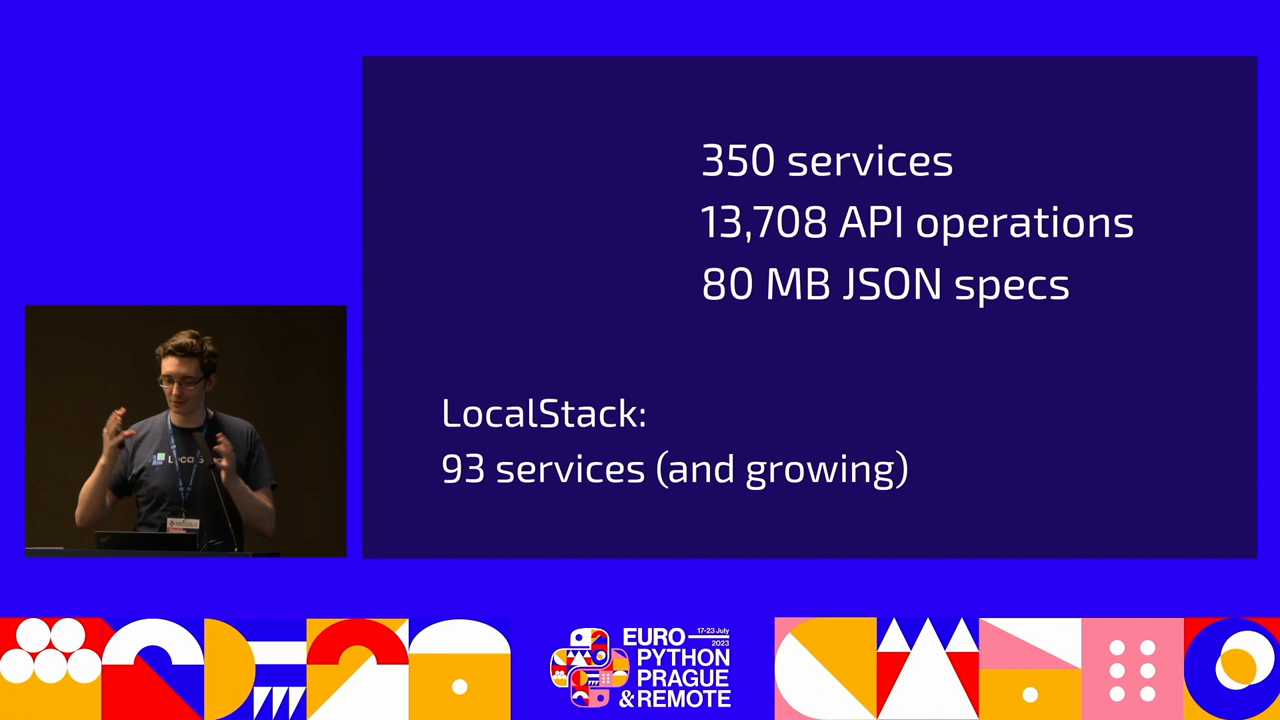 350 services
13,708 API operations
80 MB JSON specs
LocalStack:
93 services (and growing)
EURO
17-23 July
2023
PYTHON
PRAGUE
& REMOTE